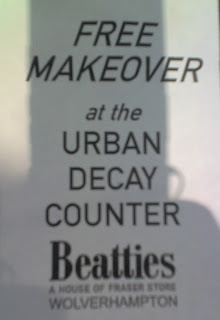 FREE
MAKEOVER
at the
URBAN
DECAY
COUNTER
Beatties
A HOUSE OF FRASER STORE
WOLVERHAMPTON